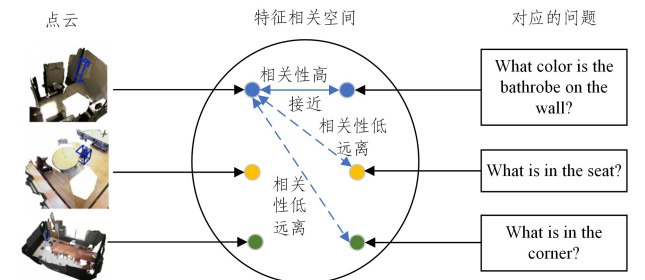 点云
特征相关空间
对应的问题
相关性高
接近
What color is the
bathrobe on the
wall?
相关性低
远离
What is in the seat?
相关
性低
远离
What is in the
corner?